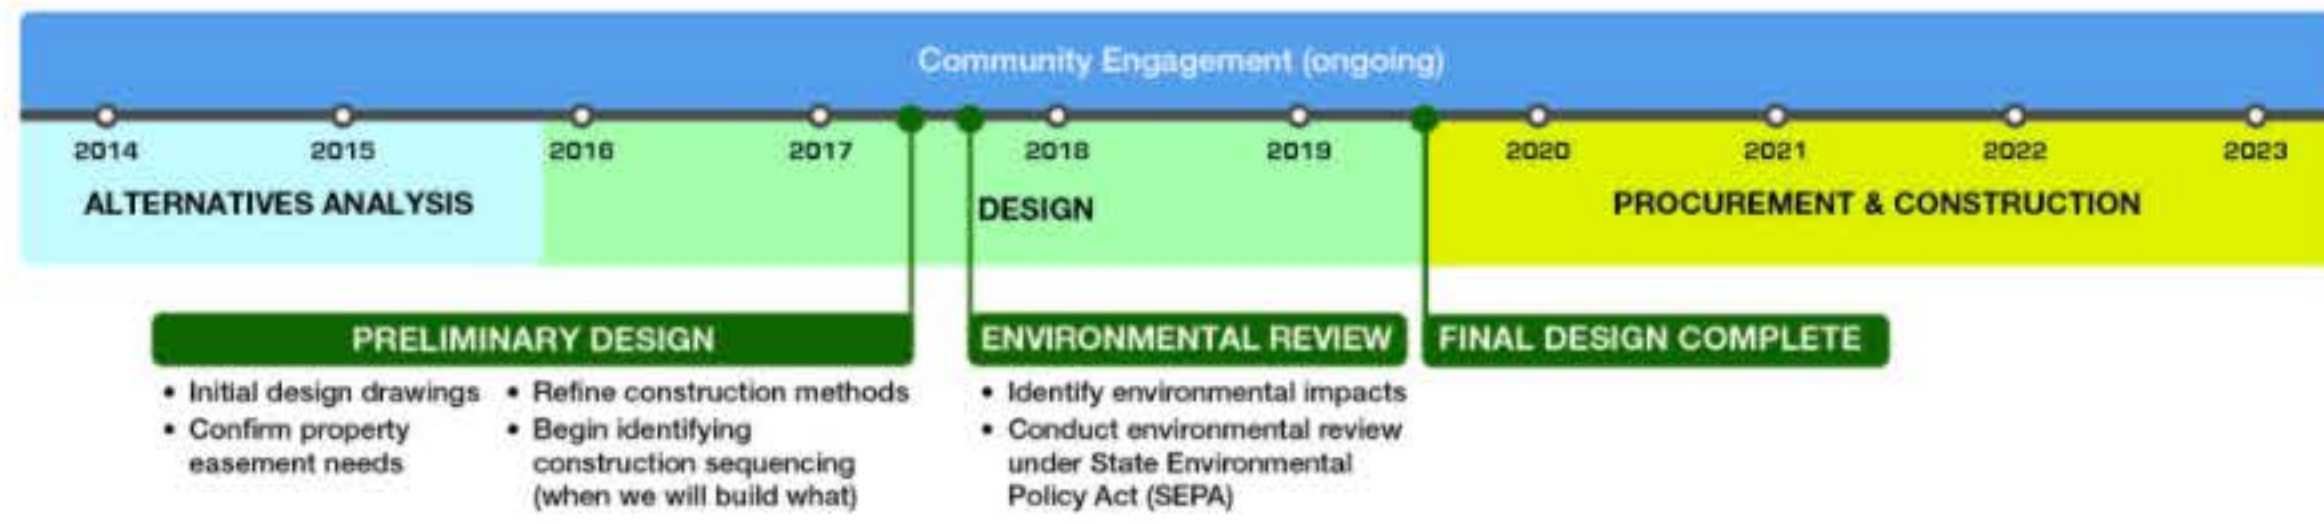 Community Engagement (ongoing)
2014 2015 2016 2017 2018 2019 2020 2021 2022 2023
ALTERNATIVES ANALYSIS
DESIGN
PROCUREMENT & CONSTRUCTION
PRELIMINARY DESIGN
• Initial design drawings
• Confirm property
easement needs
• Refine construction methods
• Begin identifying
construction sequencing
(when we will build what)
ENVIRONMENTAL REVIEW
• Identify environmental impacts
• Conduct environmental review
under State Environmental
Policy Act (SEPA)
FINAL DESIGN COMPLETE